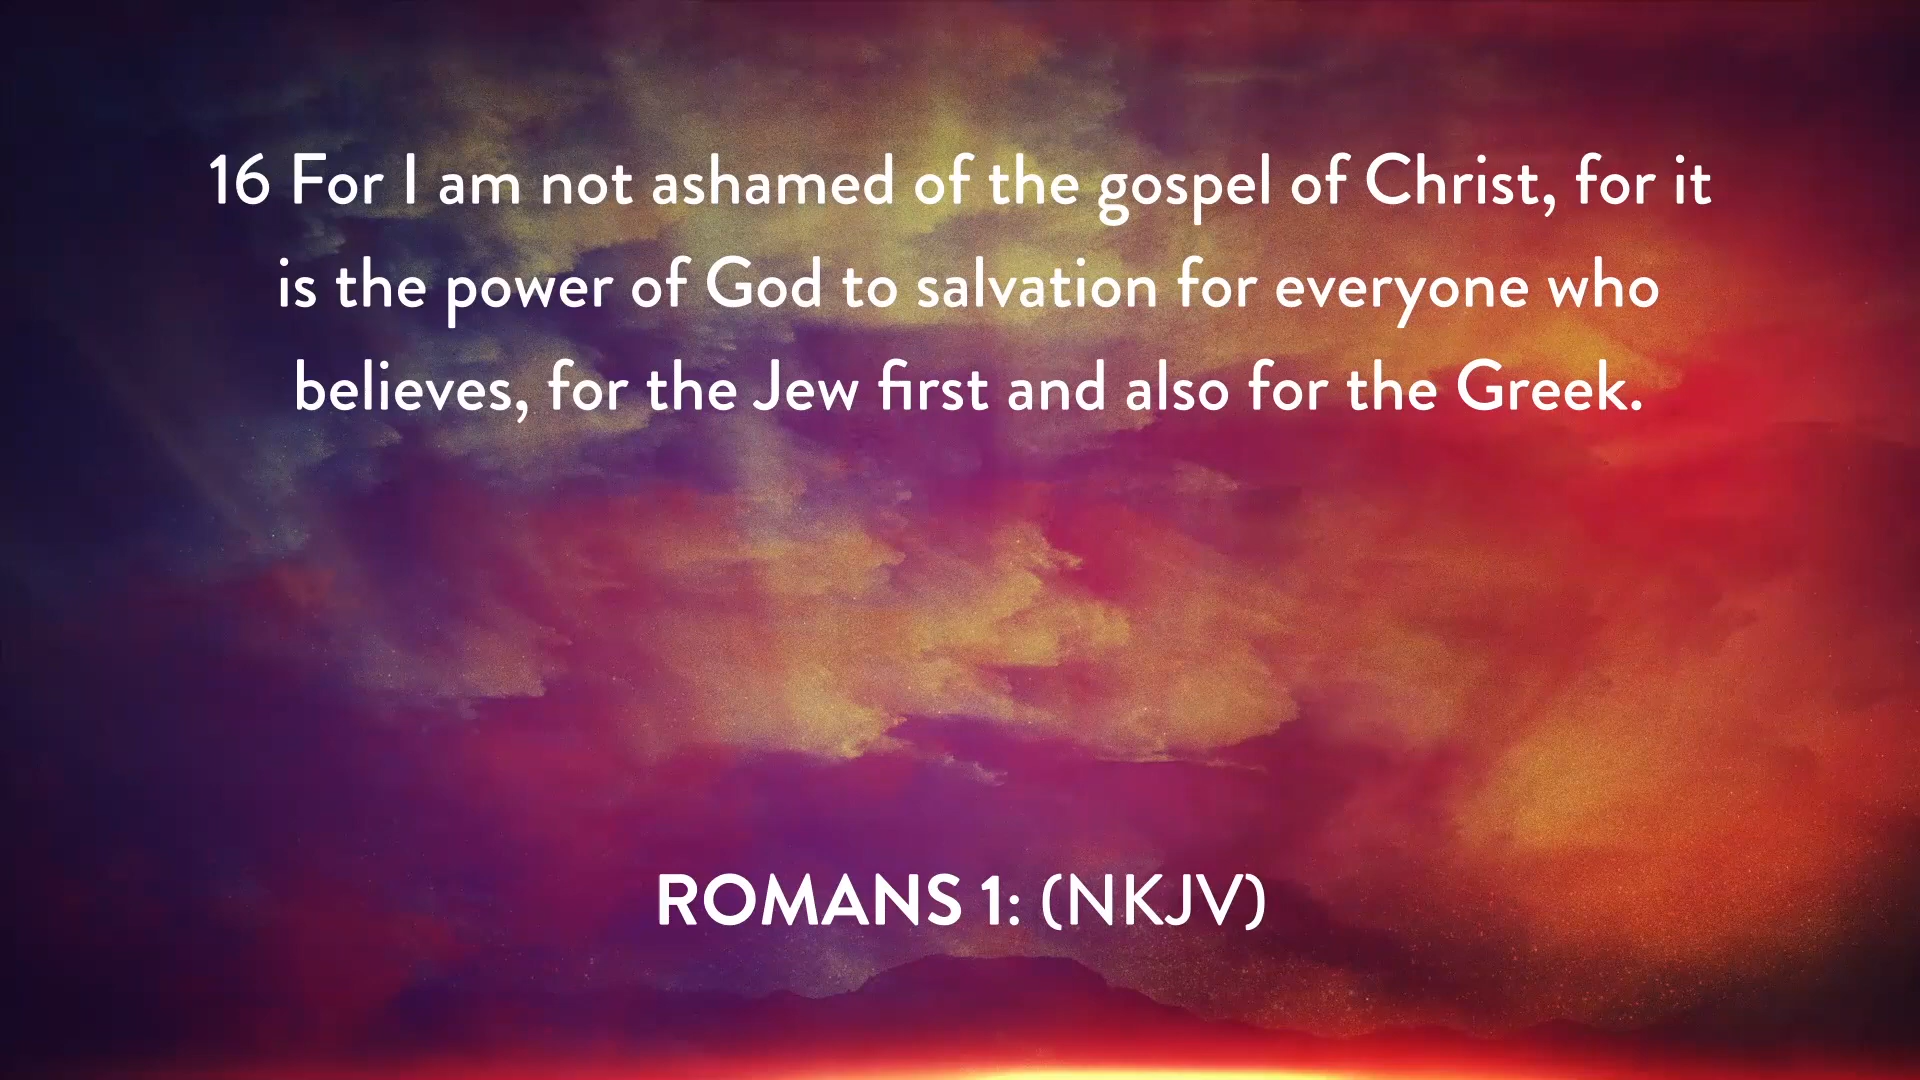 16 For I am not ashamed of the gospel of Christ, for it
is the power of God to salvation for everyone who
believes, for the Jew first and also for the Greek.
ROMANS 1: (NKJV)